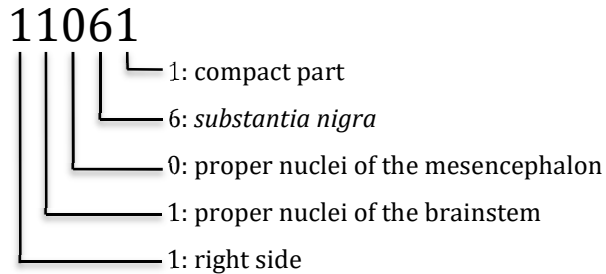 11061
1: compact part
6: substantia nigra
0: proper nuclei of the mesencephalon
1: proper nuclei of the brainstem
1: right side